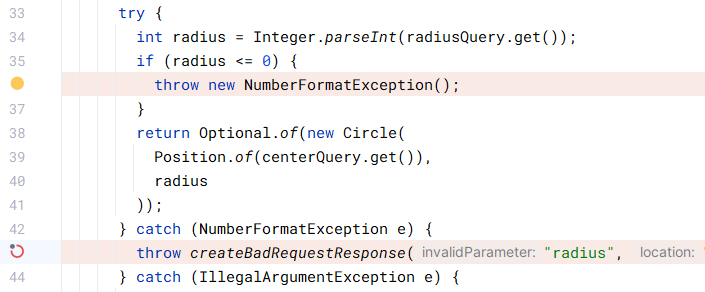 33 try {
34 int radius = Integer.parseInt(radiusQuery.get());
35 if (radius <= 0) {
throw new NumberFormatException();
37 }
38 return Optional.of(new Circle(
39 Position.of(centerQuery.get()),
40 radius
41 ));
42 } catch (NumberFormatException e) {
throw createBadRequestResponse( invalidParameter: "radius", location: "
44 } catch (IllegalArgumentException e) {